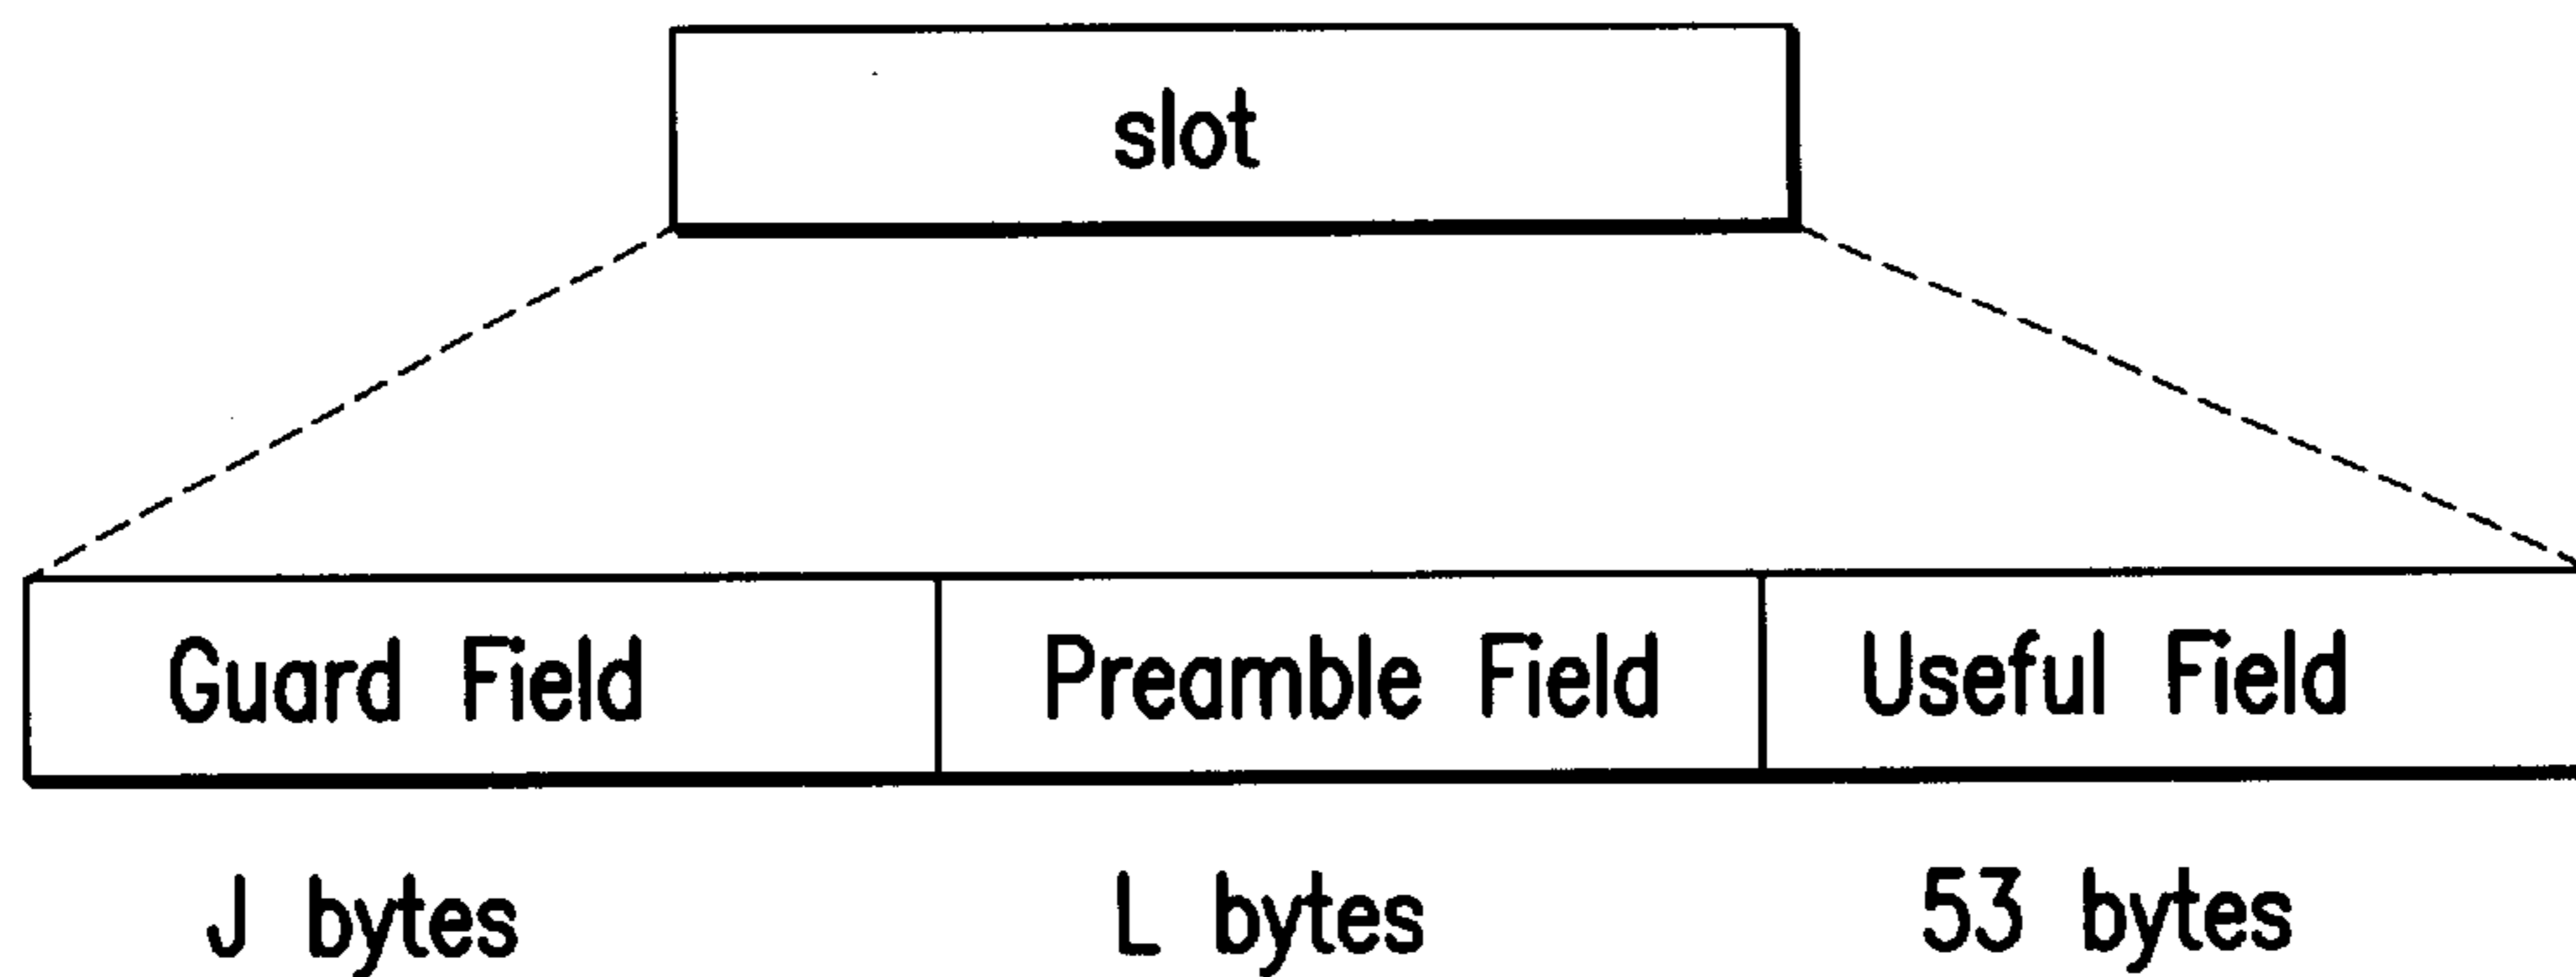 slot
Guard Field Preamble Field Useful Field
J bytes L bytes 53 bytes